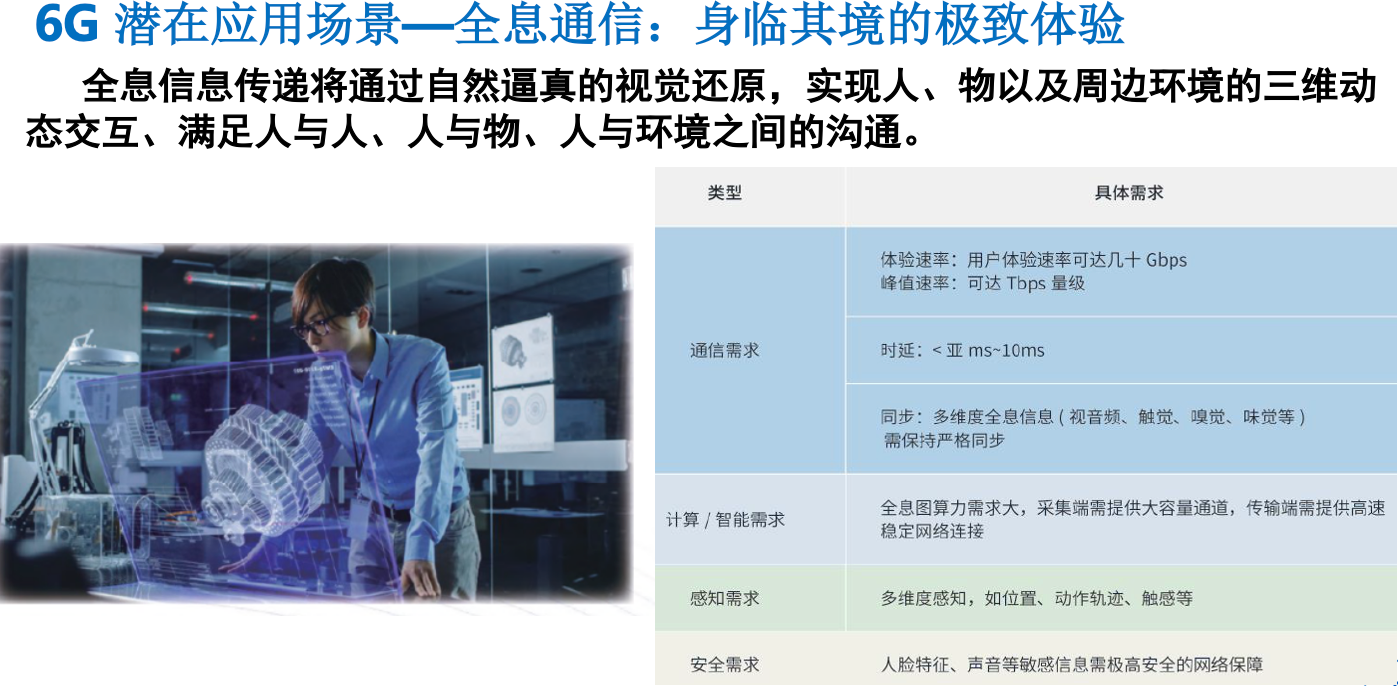 6G 潜在应用场景—全息通信：身临其境的极致体验
全息信息传递将通过自然逼真的视觉还原，实现人、物以及周边环境的三维动
态交互、满足人与人、人与物、人与环境之间的沟通。
类型
具体需求
通信需求
体验速率：用户体验速率可达几十 Gbps
峰值速率：可达 Tbps 量级
时延：< 亚 ms~10ms
同步：多维度全息信息 ( 视音频、触觉、嗅觉、味觉等 )
需保持严格同步
计算 / 智能需求
全息图算力需求大，采集端需提供大容量通道，传输端需提供高速
稳定网络连接
感知需求
多维度感知，如位置、动作轨迹、触感等
安全需求
人脸特征、声音等敏感信息需极高安全的网络保障